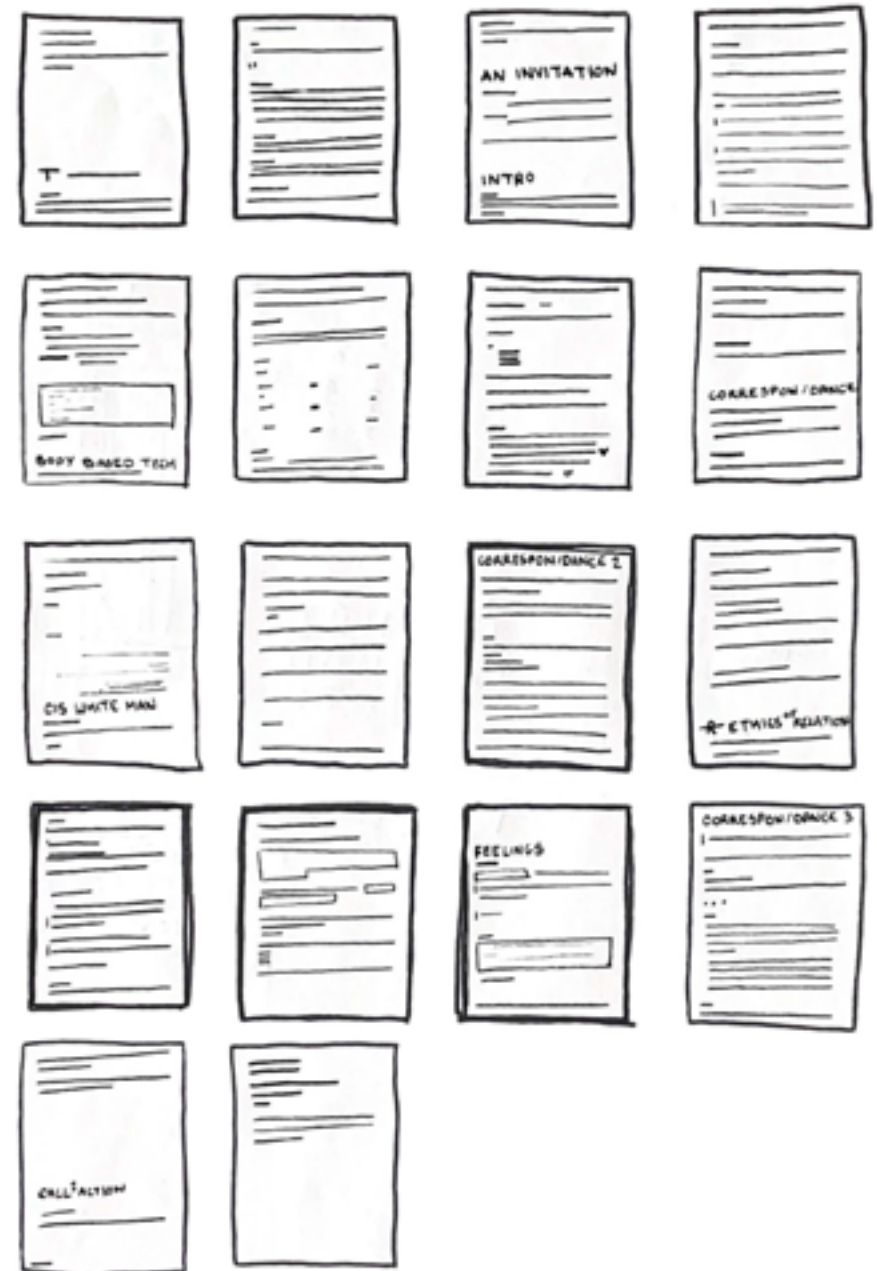 T
AN INVITATION
INTRO
BODY BASED TECH
CORRESPON/DANCE
CIS WHITE MAN
CORRESPON/DANCE 2
ETHICS OF RELATION
FEELINGS
CORRESPON/DANCE 3
CALL ACTION